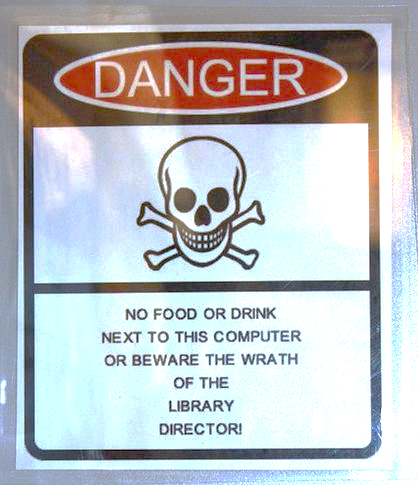 DANGER
NO FOOD OR DRINK
NEXT TO THIS COMPUTER
OR BEWARE THE WRATH
OF THE
LIBRARY
DIRECTOR!